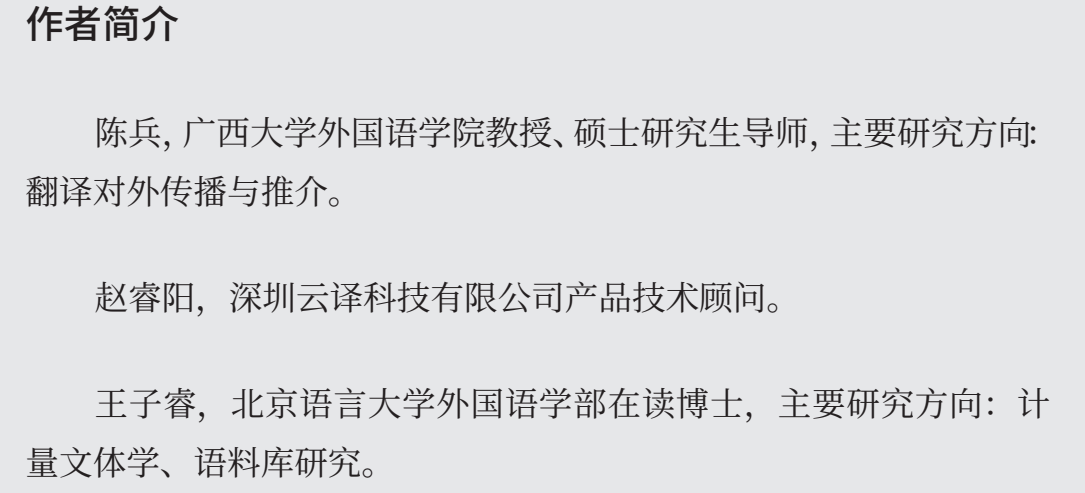 作者简介
陈兵,广西大学外国语学院教授、硕士研究生导师,主要研究方向:
翻译对外传播与推介。
赵睿阳，深圳云译科技有限公司产品技术顾问。
王子睿，北京语言大学外国语学部在读博士，主要研究方向：计
量文体学、语料库研究。